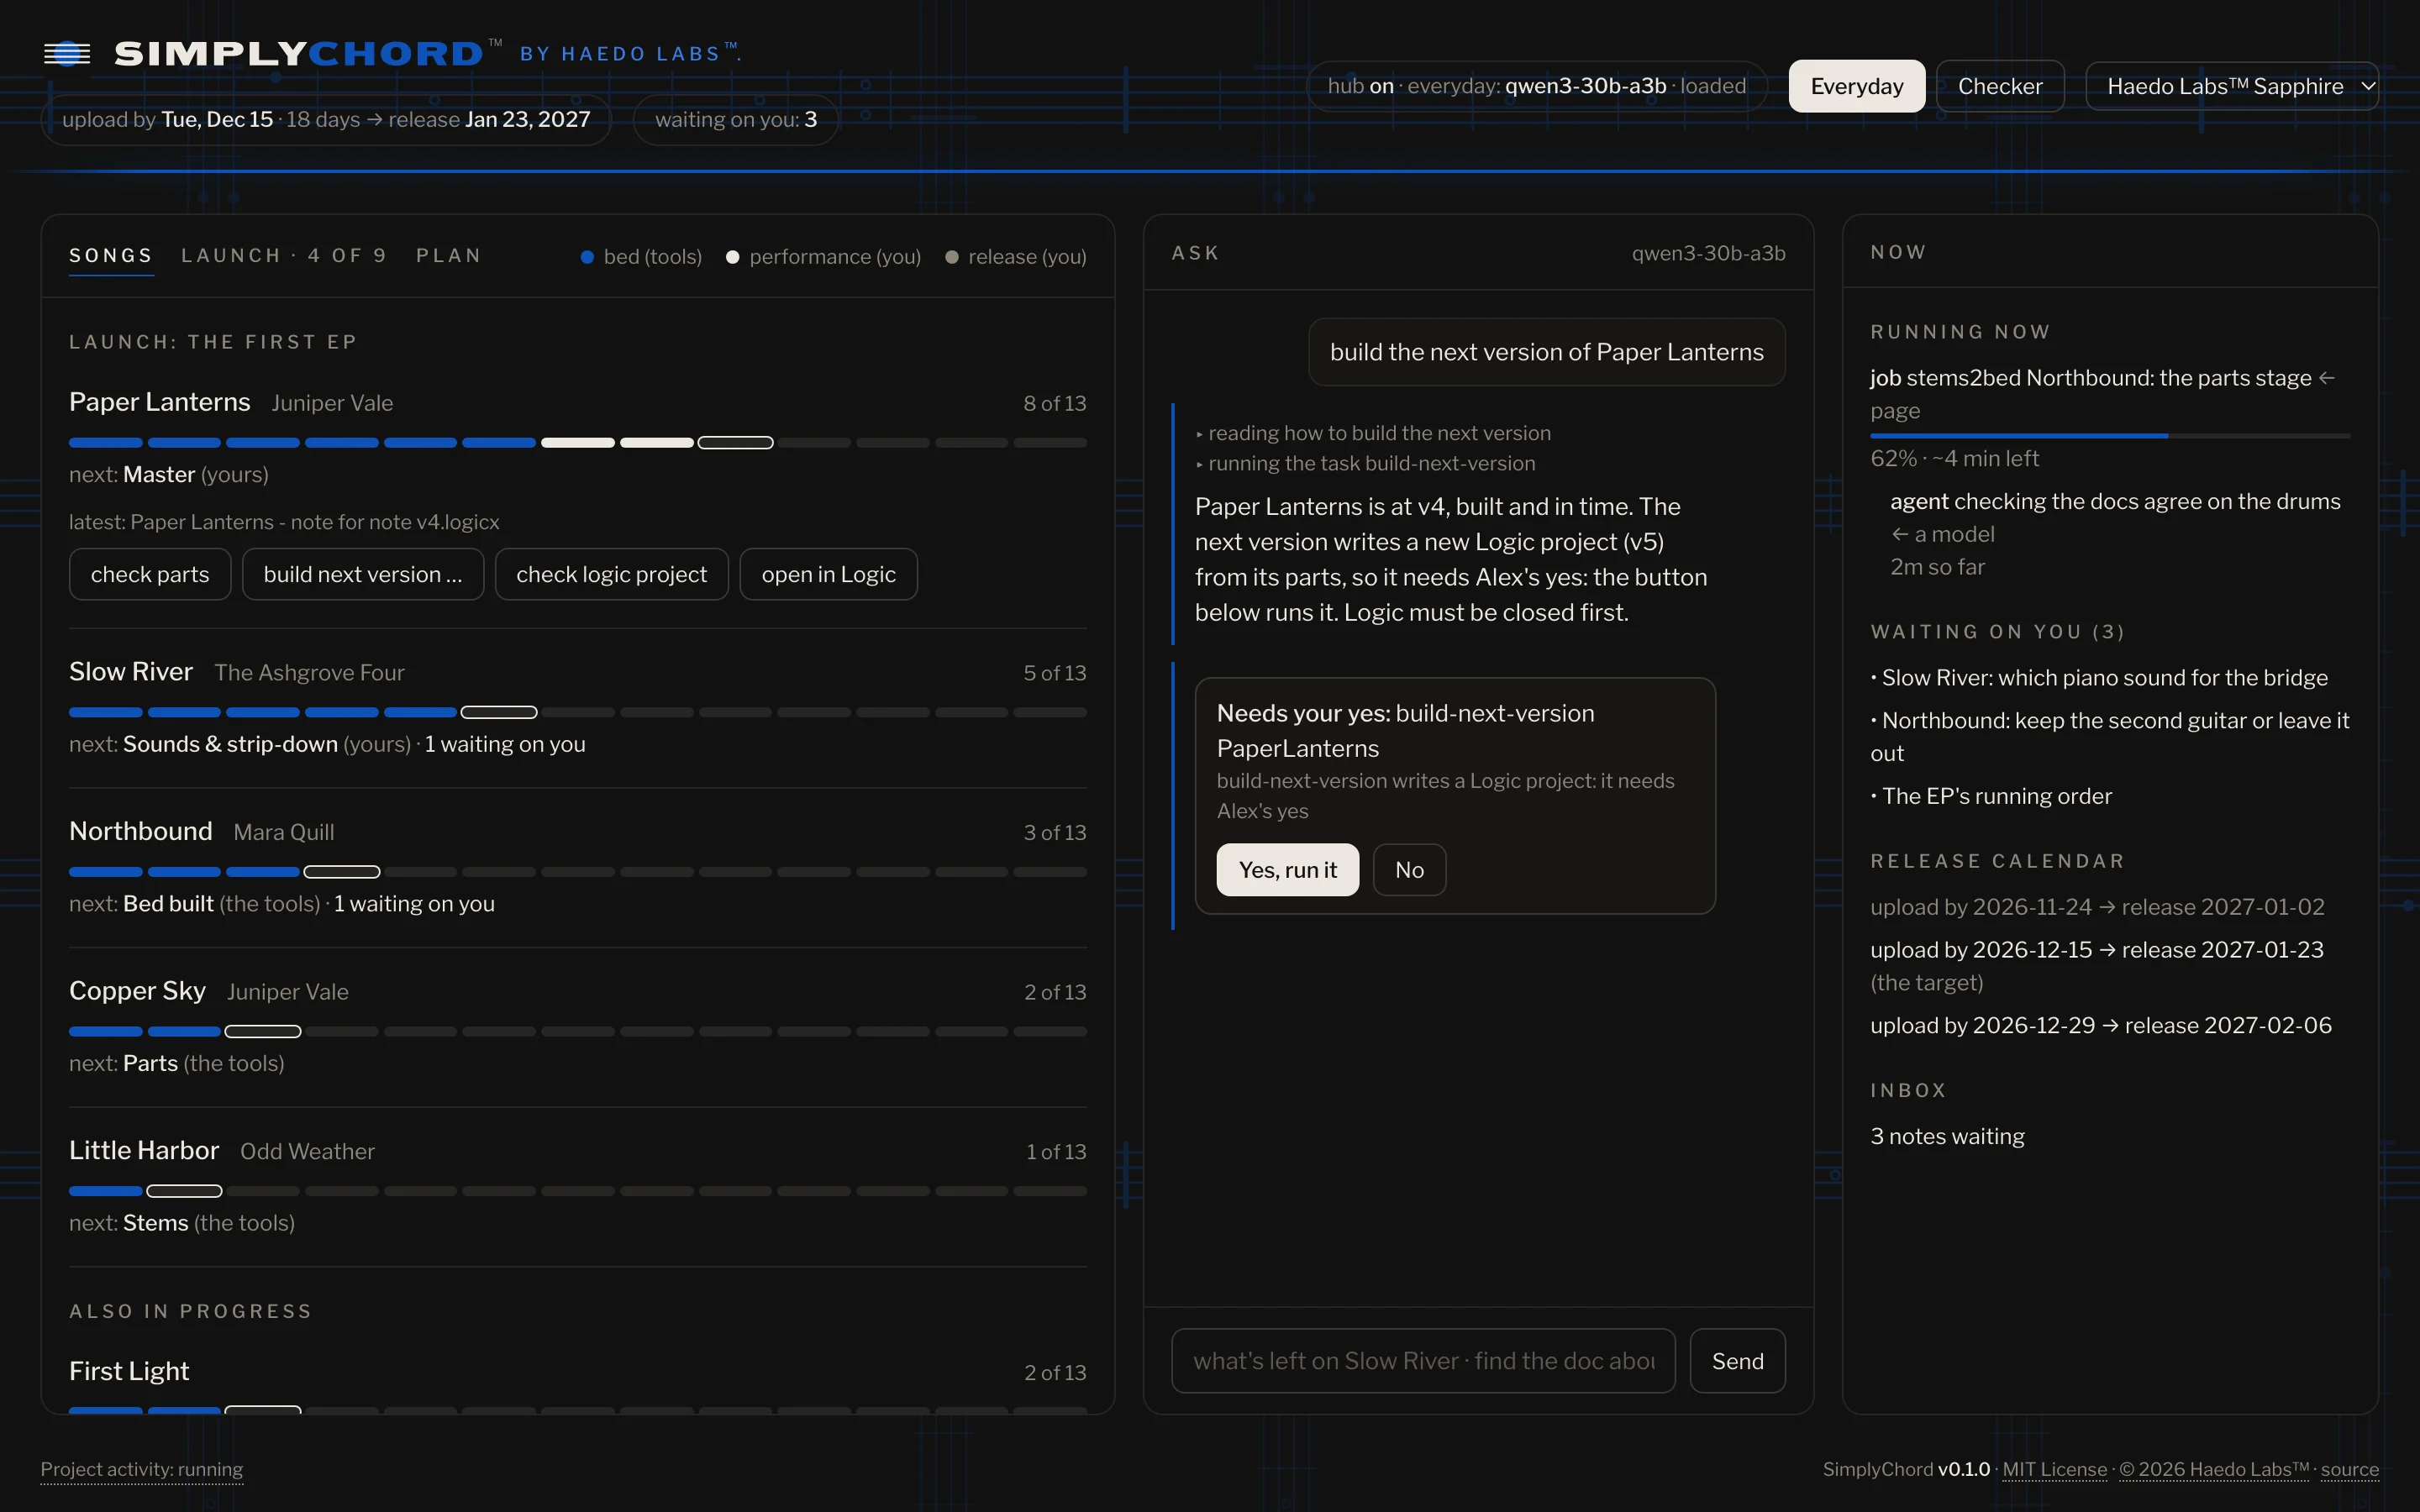 SIMPLYCHORD™ BY HAEDO LABS™.
upload by Tue, Dec 15 · 18 days → release Jan 23, 2027
waiting on you: 3
hub on · everyday: qwen3-30b-a3b · loaded
Everyday
Checker
Haedo Labs™ Sapphire
SONGS
LAUNCH · 4 OF 9
PLAN
bed (tools)
performance (you)
release (you)
LAUNCH: THE FIRST EP
Paper Lanterns Juniper Vale
8 of 13
next: Master (yours)
latest: Paper Lanterns - note for note v4.logicx
check parts
build next version ...
check logic project
open in Logic
Slow River The Ashgrove Four
5 of 13
next: Sounds & strip-down (yours) · 1 waiting on you
Northbound Mara Quill
3 of 13
next: Bed built (the tools) · 1 waiting on you
Copper Sky Juniper Vale
2 of 13
next: Parts (the tools)
Little Harbor Odd Weather
1 of 13
next: Stems (the tools)
ALSO IN PROGRESS
First Light
2 of 13
ASK
qwen3-30b-a3b
build the next version of Paper Lanterns
▸ reading how to build the next version
▸ running the task build-next-version
Paper Lanterns is at v4, built and in time. The
next version writes a new Logic project (v5)
from its parts, so it needs Alex's yes: the button
below runs it. Logic must be closed first.
Needs your yes: build-next-version
PaperLanterns
build-next-version writes a Logic project: it needs
Alex's yes
Yes, run it
No
what's left on Slow River · find the doc abou
Send
NOW
RUNNING NOW
job stems2bed Northbound: the parts stage ←
page
62% · ~4 min left
agent checking the docs agree on the drums
← a model
2m so far
WAITING ON YOU (3)
• Slow River: which piano sound for the bridge
• Northbound: keep the second guitar or leave it
out
• The EP's running order
RELEASE CALENDAR
upload by 2026-11-24 → release 2027-01-02
upload by 2026-12-15 → release 2027-01-23
(the target)
upload by 2026-12-29 → release 2027-02-06
INBOX
3 notes waiting
Project activity: running
SimplyChord v0.1.0 · MIT License · © 2026 Haedo Labs™ · source